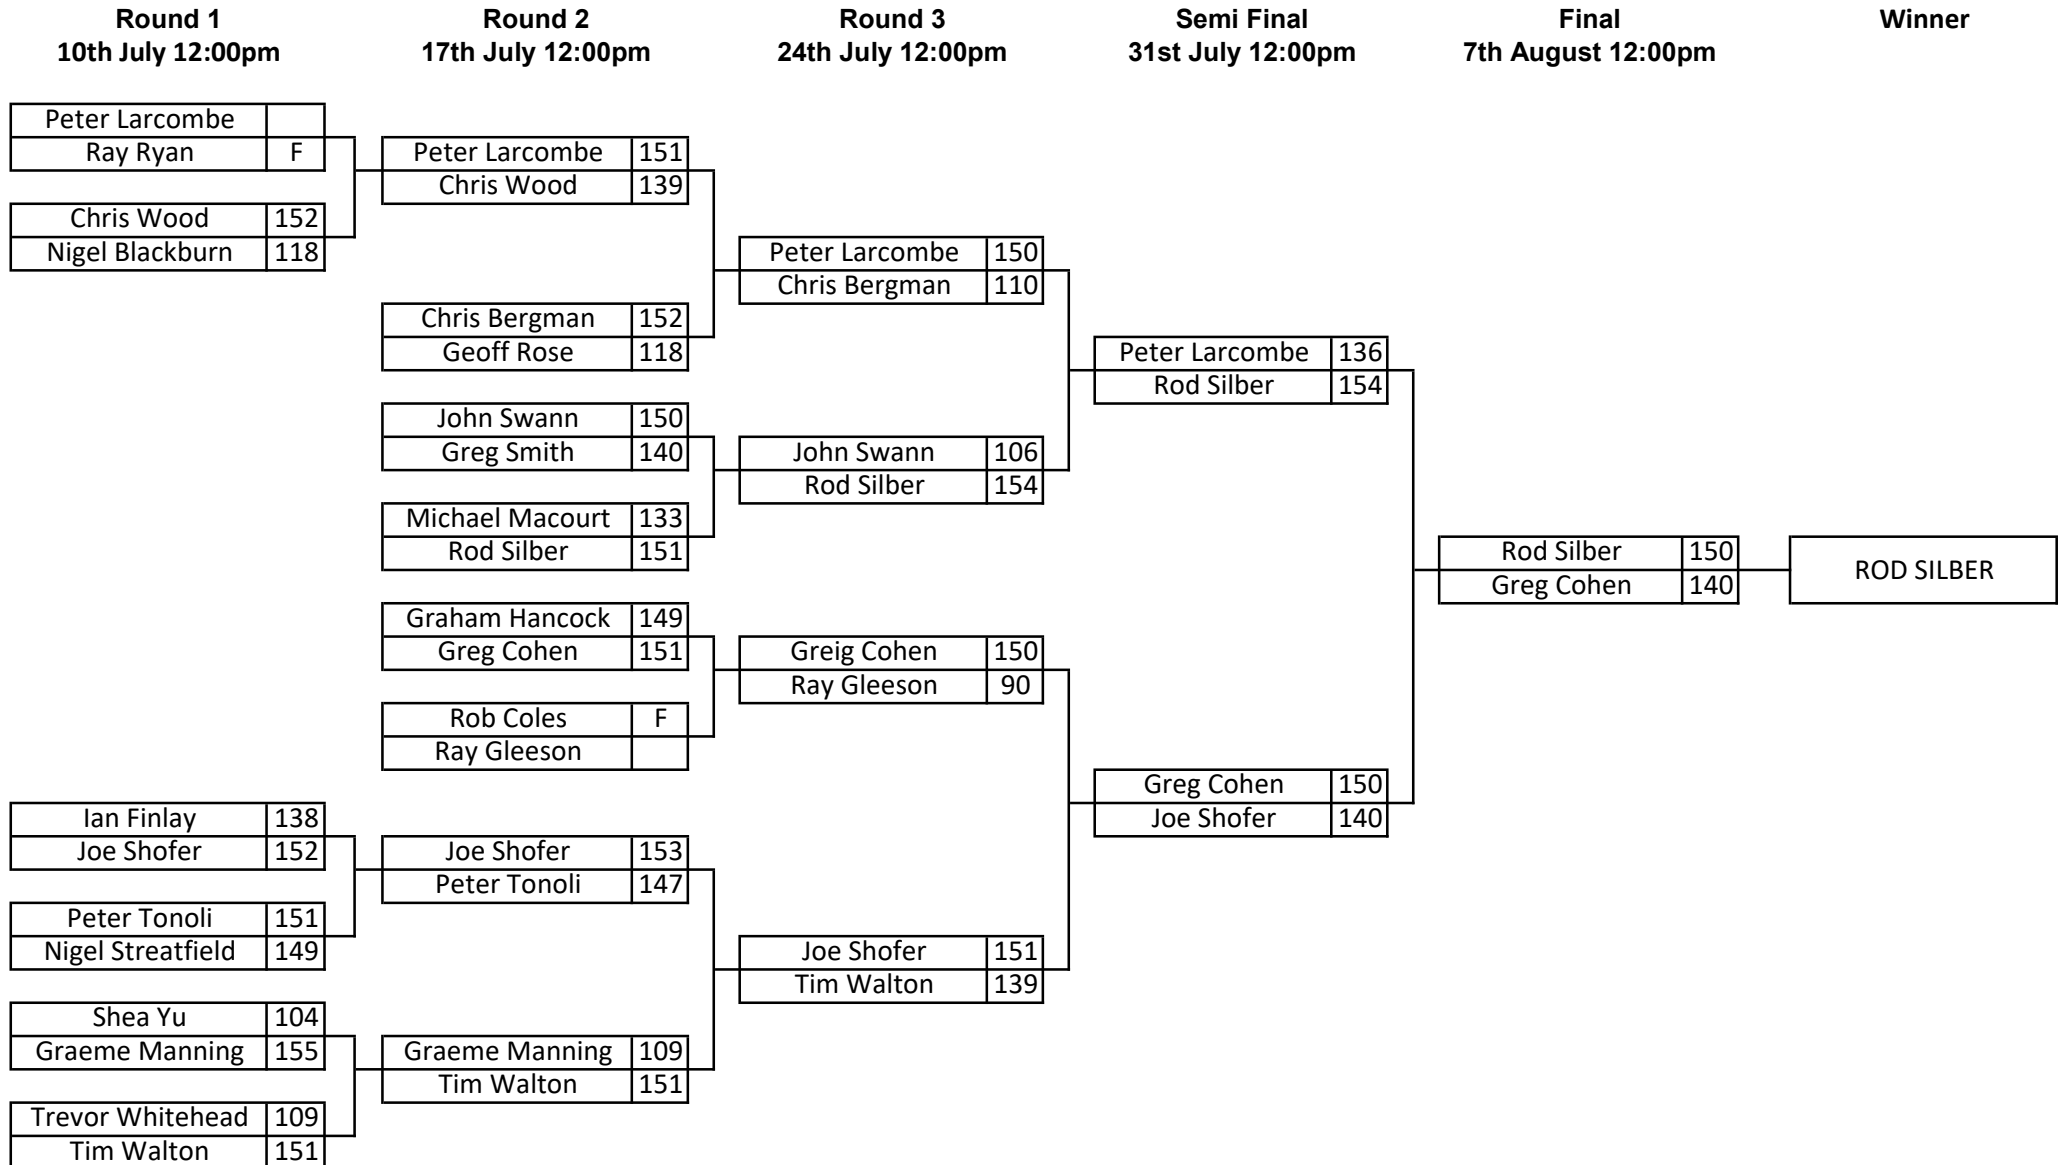 Round 1
10th July 12:00pm
Round 2
17th July 12:00pm
Round 3
24th July 12:00pm
Semi Final
31st July 12:00pm
Final
7th August 12:00pm
Winner
Peter Larcombe
Ray Ryan F
Chris Wood 152
Nigel Blackburn 118
Ian Finlay 138
Joe Shofer 152
Peter Tonoli 151
Nigel Streatfield 149
Shea Yu 104
Graeme Manning 155
Trevor Whitehead 109
Tim Walton 151
Peter Larcombe 151
Chris Wood 139
Chris Bergman 152
Geoff Rose 118
John Swann 150
Greg Smith 140
Michael Macourt 133
Rod Silber 151
Graham Hancock 149
Greg Cohen 151
Rob Coles F
Ray Gleeson
Joe Shofer 153
Peter Tonoli 147
Graeme Manning 109
Tim Walton 151
Peter Larcombe 150
Chris Bergman 110
John Swann 106
Rod Silber 154
Greig Cohen 150
Ray Gleeson 90
Joe Shofer 151
Tim Walton 139
Peter Larcombe 136
Rod Silber 154
Greg Cohen 150
Joe Shofer 140
Rod Silber 150
Greg Cohen 140
ROD SILBER